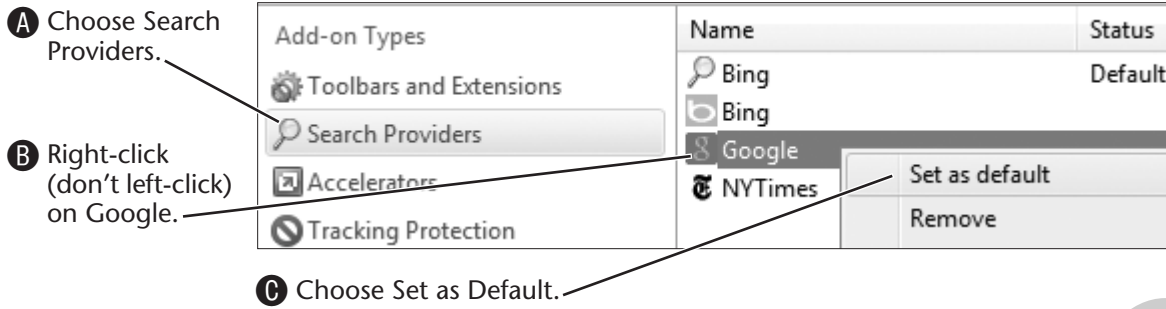 A Choose Search
Providers.
B Right-click
(don't left-click)
on Google.
Add-on Types
Toolbars and Extensions
Search Providers
Accelerators
Tracking Protection
Name Status
Bing Default
Bing
Google
NYTimes
Set as default
Remove
C Choose Set as Default.